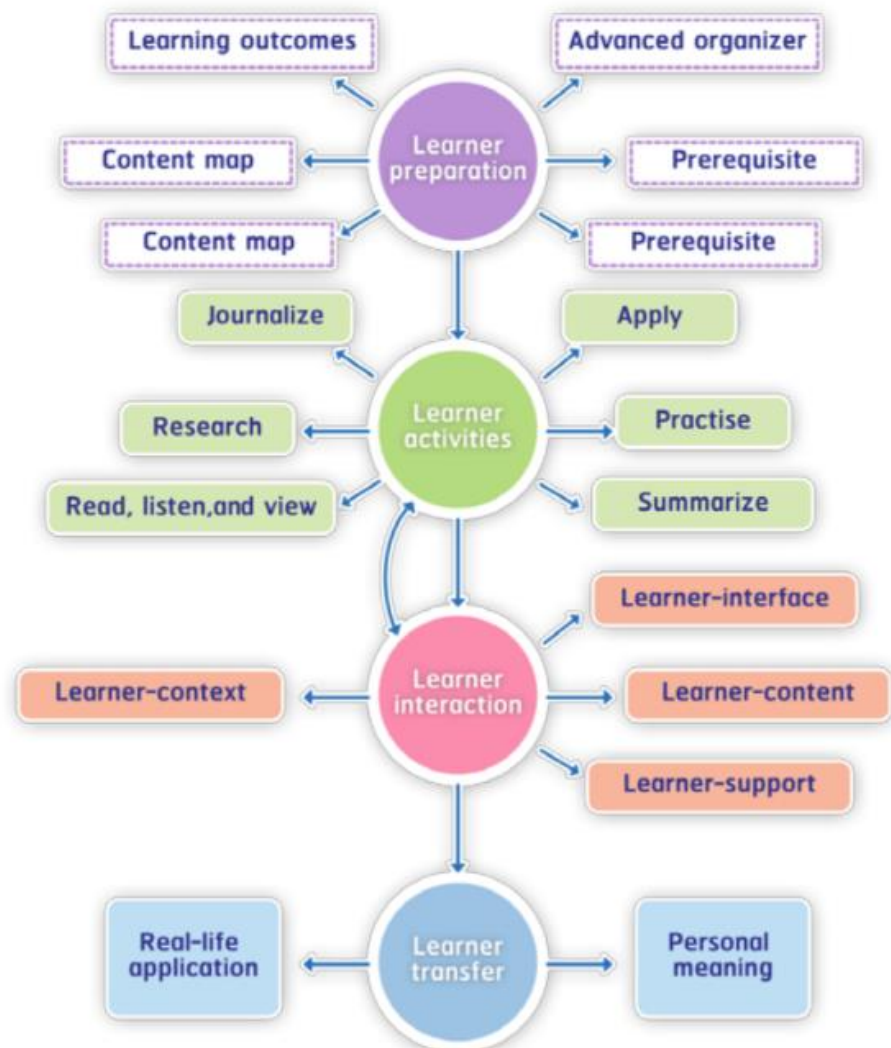 Learning outcomes
Advanced organizer
Learner
preparation
Content map
Prerequisite
Content map
Prerequisite
Journalize
Apply
Learner
activities
Research
Practise
Read, listen,and view
Summarize
Learner-interface
Learner
interaction
Learner-context
Learner-content
Learner-support
Real-life
application
Learner
transfer
Personal
meaning